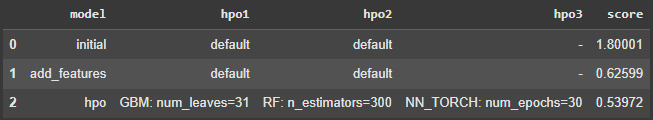 model hpo1 hpo2 hpo3 score
0 initial default default - 1.80001
1 add_features default default - 0.62599
2 hpo GBM: num_leaves=31 RF: n_estimators=300 NN_TORCH: num_epochs=30 0.53972